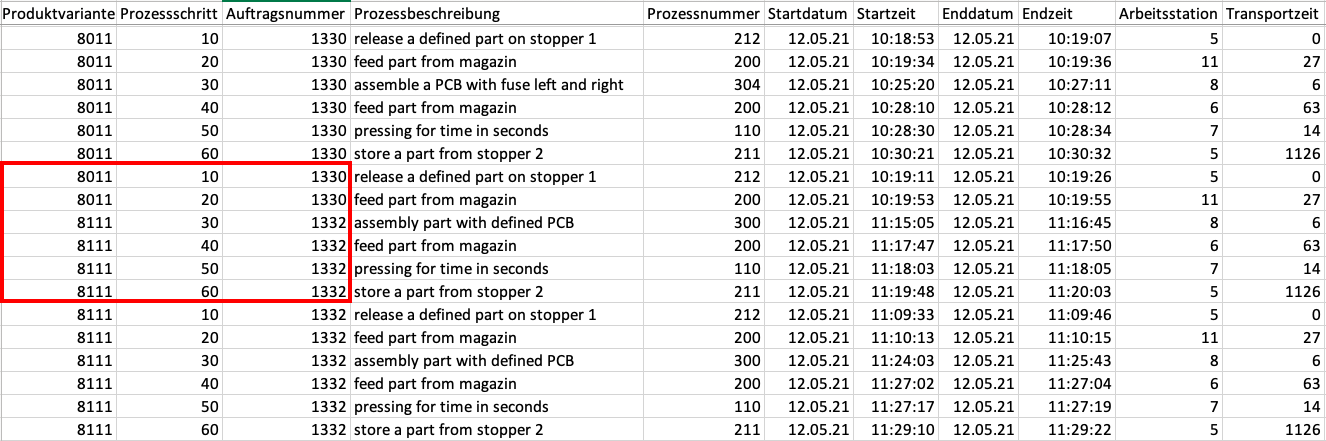 Produktvariante Prozessschritt Auftragsnummer Prozessbeschreibung Prozessnummer Startdatum Startzeit Enddatum Endzeit Arbeitsstation Transportzeit
8011 10 1330 release a defined part on stopper 1 212 12.05.21 10:18:53 12.05.21 10:19:07 5 0
8011 20 1330 feed part from magazin 200 12.05.21 10:19:34 12.05.21 10:19:36 11 27
8011 30 1330 assemble a PCB with fuse left and right 304 12.05.21 10:25:20 12.05.21 10:27:11 8 6
8011 40 1330 feed part from magazin 200 12.05.21 10:28:10 12.05.21 10:28:12 6 63
8011 50 1330 pressing for time in seconds 110 12.05.21 10:28:30 12.05.21 10:28:34 7 14
8011 60 1330 store a part from stopper 2 211 12.05.21 10:30:21 12.05.21 10:30:32 5 1126
8011 10 1330 release a defined part on stopper 1 212 12.05.21 10:19:11 12.05.21 10:19:26 5 0
8011 20 1330 feed part from magazin 200 12.05.21 10:19:53 12.05.21 10:19:55 11 27
8111 30 1332 assembly part with defined PCB 300 12.05.21 11:15:05 12.05.21 11:16:45 8 6
8111 40 1332 feed part from magazin 200 12.05.21 11:17:47 12.05.21 11:17:50 6 63
8111 50 1332 pressing for time in seconds 110 12.05.21 11:18:03 12.05.21 11:18:05 7 14
8111 60 1332 store a part from stopper 2 211 12.05.21 11:19:48 12.05.21 11:20:03 5 1126
8111 10 1332 release a defined part on stopper 1 212 12.05.21 11:09:33 12.05.21 11:09:46 5 0
8111 20 1332 feed part from magazin 200 12.05.21 11:10:13 12.05.21 11:10:15 11 27
8111 30 1332 assembly part with defined PCB 300 12.05.21 11:24:03 12.05.21 11:25:43 8 6
8111 40 1332 feed part from magazin 200 12.05.21 11:27:02 12.05.21 11:27:04 6 63
8111 50 1332 pressing for time in seconds 110 12.05.21 11:27:17 12.05.21 11:27:19 7 14
8111 60 1332 store a part from stopper 2 211 12.05.21 11:29:10 12.05.21 11:29:22 5 1126